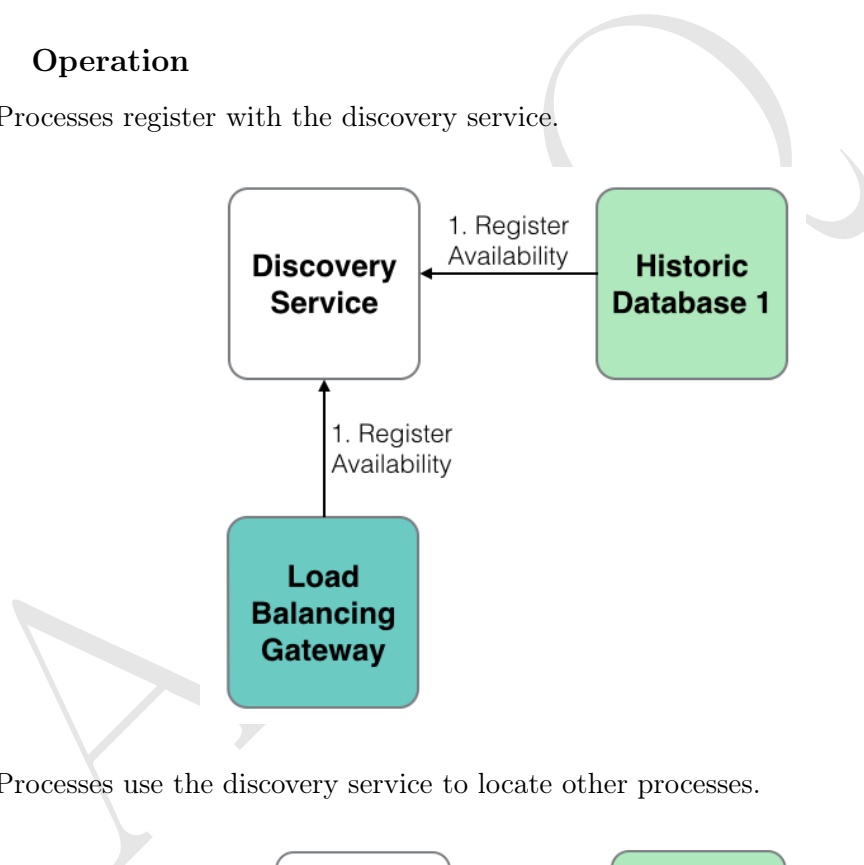 Operation
Processes register with the discovery service.
1. Register
Availability
Discovery
Service
Historic
Database 1
1. Register
Availability
Load
Balancing
Gateway
Processes use the discovery service to locate other processes.